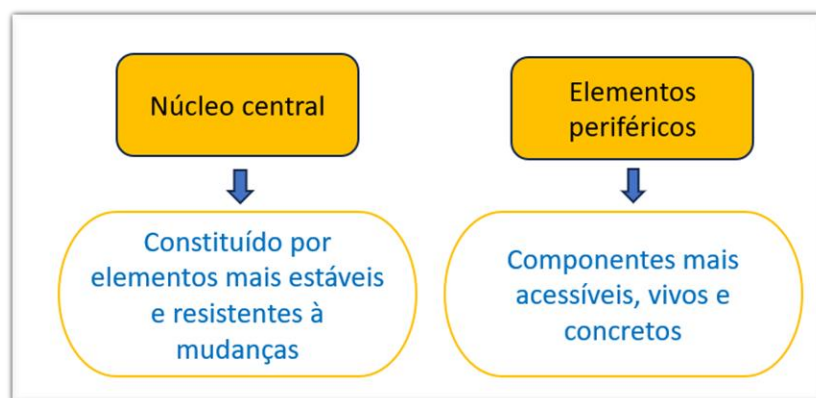 Núcleo central
Elementos
periféricos
Constituído por
elementos mais estáveis
e resistentes à
mudanças
Componentes mais
acessíveis, vivos e
concretos